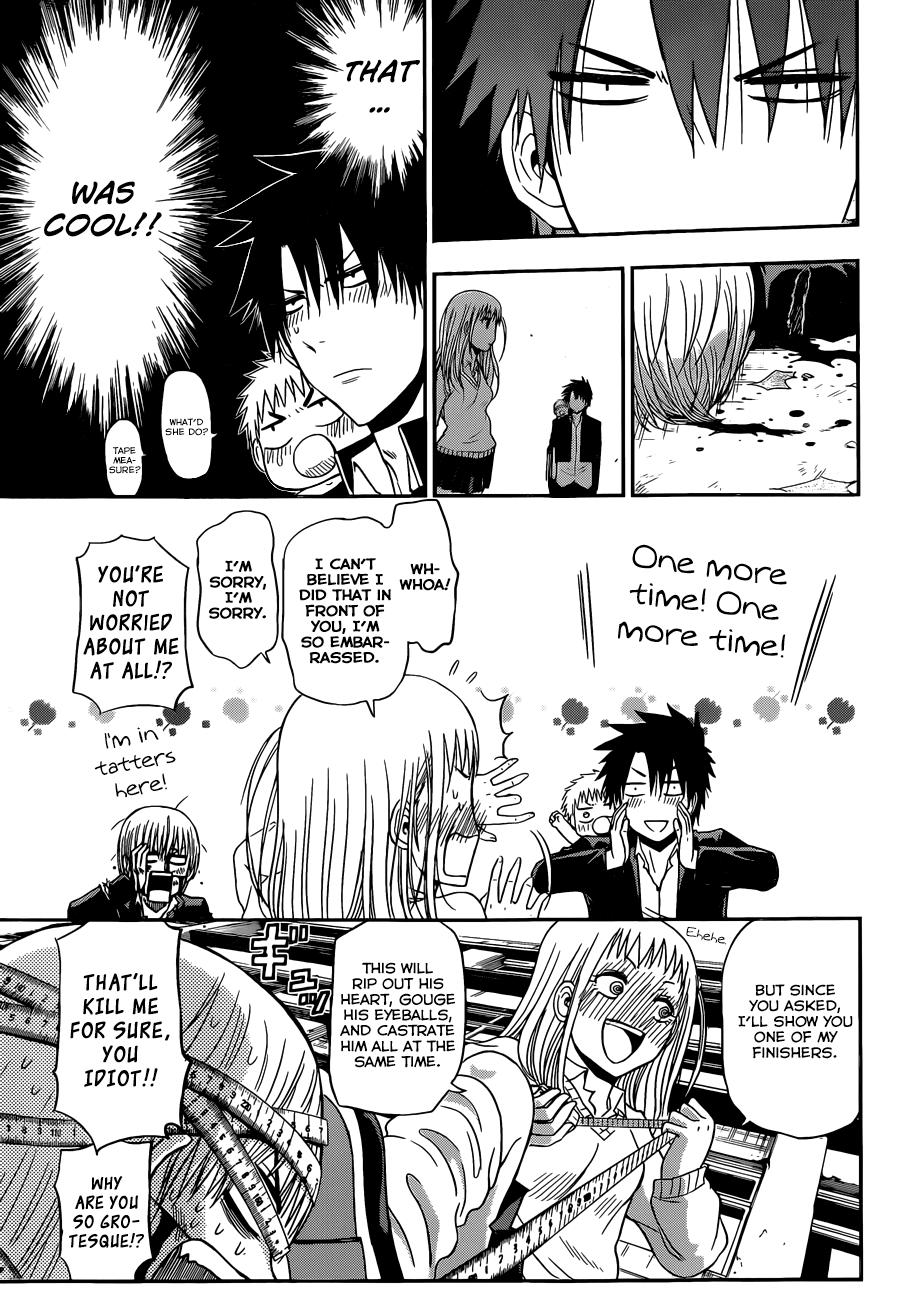 THAT
...
WAS
COOL!!
WHAT'D
SHE DO?
TAPE
MEA-
SURE?
One more
time! One
more time!
WH-
WHOA!
I CAN'T
BELIEVE I
DID THAT IN
FRONT OF
YOU, I'M
SO EMBAR-
RASSED.
I'M
SORRY,
I'M
SORRY.
YOU'RE
NOT
WORRIED
ABOUT ME
AT ALL!?
I'm in
tatters
here!
BUT SINCE
YOU ASKED,
I'LL SHOW YOU
ONE OF MY
FINISHERS.
Ehehe
THIS WILL
RIP OUT HIS
HEART, GOUGE
HIS EYEBALLS,
AND CASTRATE
HIM ALL AT
THE SAME TIME.
ギュッ
THAT'LL
KILL ME
FOR SURE,
YOU
IDIOT!!
WHY
ARE YOU
SO GRO-
TESQUE!?